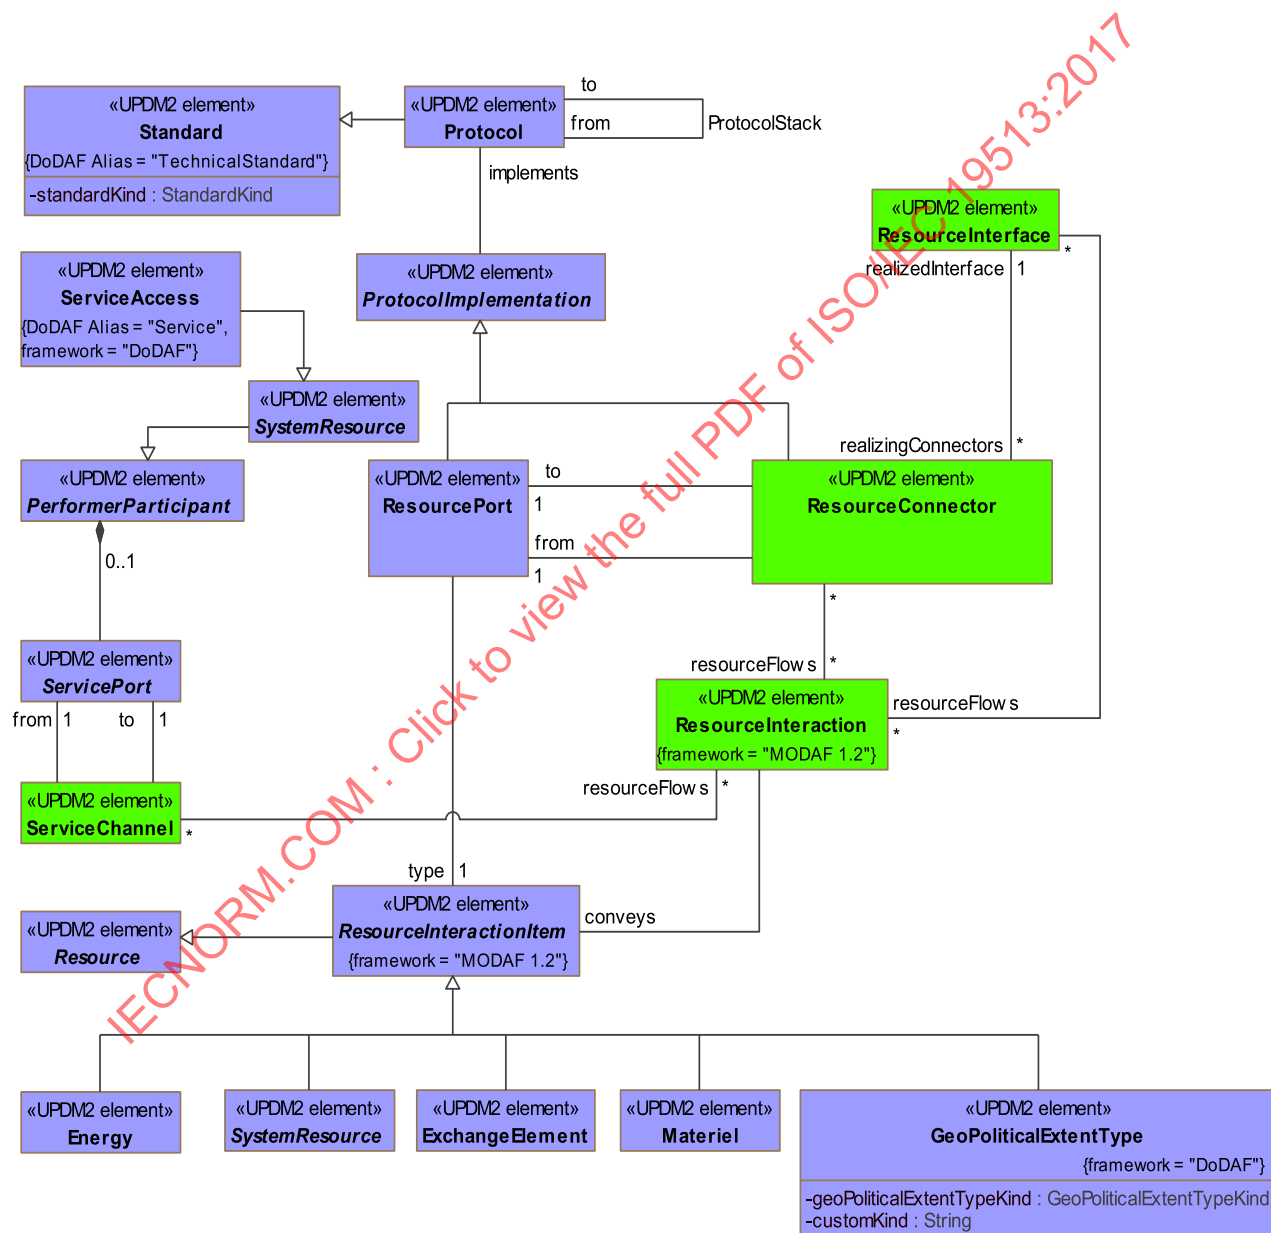 «UPDM2 element»
Standard
{DoDAF Alias = "TechnicalStandard"}
-standardKind : StandardKind
«UPDM2 element»
Protocol
to
from
ProtocolStack
implements
«UPDM2 element»
ResourceInterface
*
realizedInterface
1
«UPDM2 element»
ServiceAccess
{DoDAF Alias = "Service",
framework = "DoDAF"}
«UPDM2 element»
ProtocolImplementation
«UPDM2 element»
SystemResource
realizingConnectors
*
«UPDM2 element»
PerformerParticipant
0..1
«UPDM2 element»
ResourcePort
to
1
from
1
«UPDM2 element»
ResourceConnector
*
resourceFlows
*
«UPDM2 element»
ServicePort
from
1
to
1
«UPDM2 element»
ResourceInteraction
{framework = "MODAF 1.2"}
resourceFlows
*
resourceFlows
*
«UPDM2 element»
ServiceChannel
*
type
1
«UPDM2 element»
ResourceInteractionItem
{framework = "MODAF 1.2"}
conveys
«UPDM2 element»
Resource
«UPDM2 element»
Energy
«UPDM2 element»
SystemResource
«UPDM2 element»
ExchangeElement
«UPDM2 element»
Materiel
«UPDM2 element»
GeoPoliticalExtentType
{framework = "DoDAF"}
-geoPoliticalExtentTypeKind : GeoPoliticalExtentTypeKind
-customKind : String
IECNORM.COM : Click to view the full PDF of ISO/IEC 19513:2017